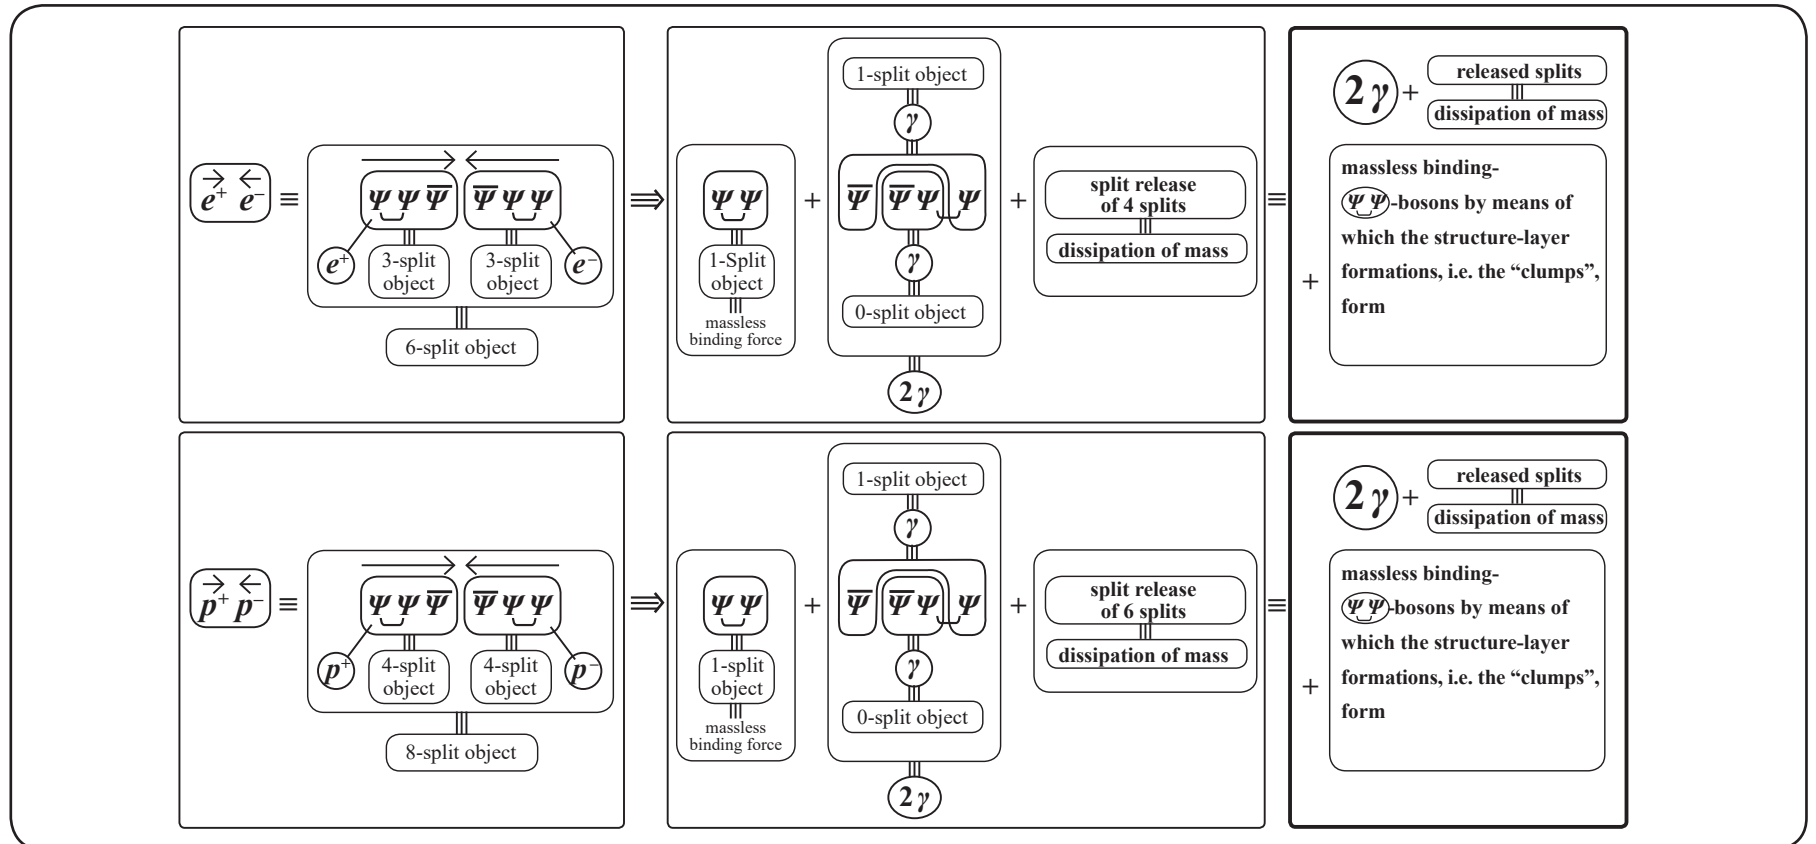 1-split object
γ
e⁺ e⁻ ≡ Ψ Ψ Ψ̅ Ψ̅ Ψ Ψ ⇛ Ψ Ψ + Ψ̅ Ψ̅ Ψ Ψ + split release
of 4 splits
dissipation of mass
≡
e⁺ 3-split
object
3-split
object
e⁻
6-split object
1-Split
object
massless
binding force
γ
0-split object
2γ
2γ + released splits
dissipation of mass
+ massless binding-
ΨΨ-bosons by means of
which the structure-layer
formations, i.e. the “clumps”,
form
1-split object
γ
p⁺ p⁻ ≡ Ψ Ψ Ψ̅ Ψ̅ Ψ Ψ ⇛ Ψ Ψ + Ψ̅ Ψ̅ Ψ Ψ + split release
of 6 splits
dissipation of mass
≡
p⁺ 4-split
object
4-split
object
p⁻
8-split object
1-split
object
massless
binding force
γ
0-split object
2γ
2γ + released splits
dissipation of mass
+ massless binding-
ΨΨ-bosons by means of
which the structure-layer
formations, i.e. the “clumps”,
form